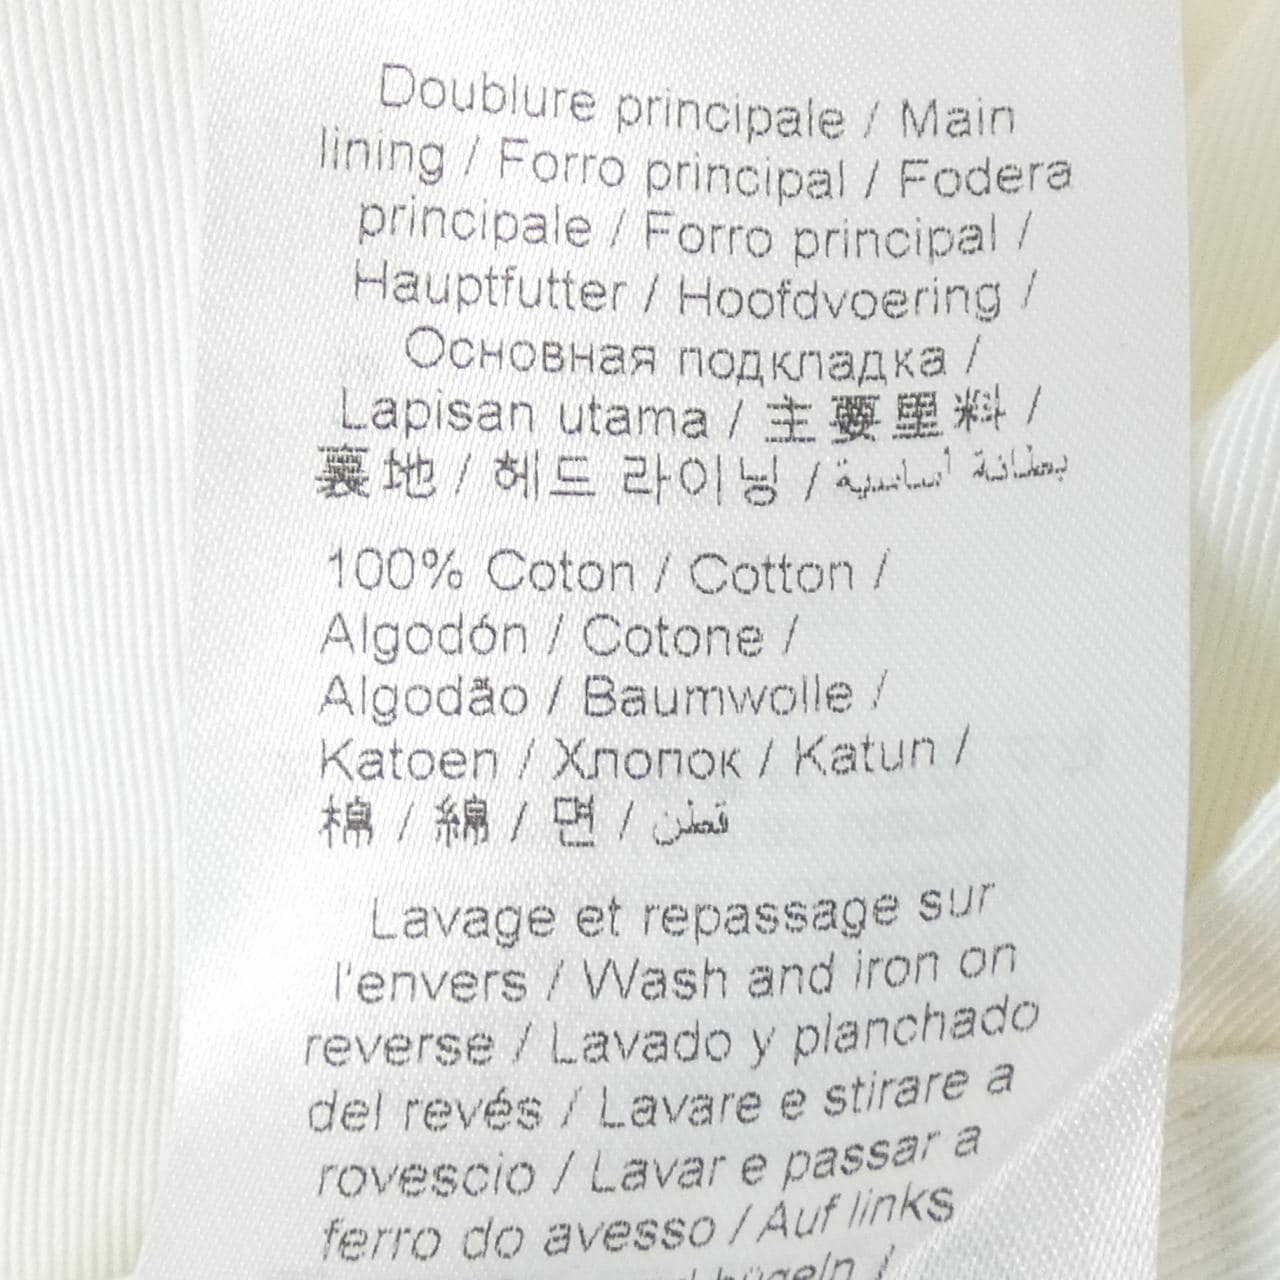 Doublure principale / Main
lining / Forro principal / Fodera
principale / Forro principal /
Hauptfutter / Hoofdvoering /
Основная подкладка /
Lapisan utama / 主要里料 /
裏地 / 헤드 라이닝 / بطانة أساسية
100% Coton / Cotton /
Algodón / Cotone /
Algodão / Baumwolle /
Katoen / Хлопок / Katun /
棉 / 綿 / 면 / قطن
Lavage et repassage sur
l'envers / Wash and iron on
reverse / Lavado y planchado
del revés / Lavare e stirare a
rovescio / Lavar e passar a
ferro do avesso / Auf links
bügeln /